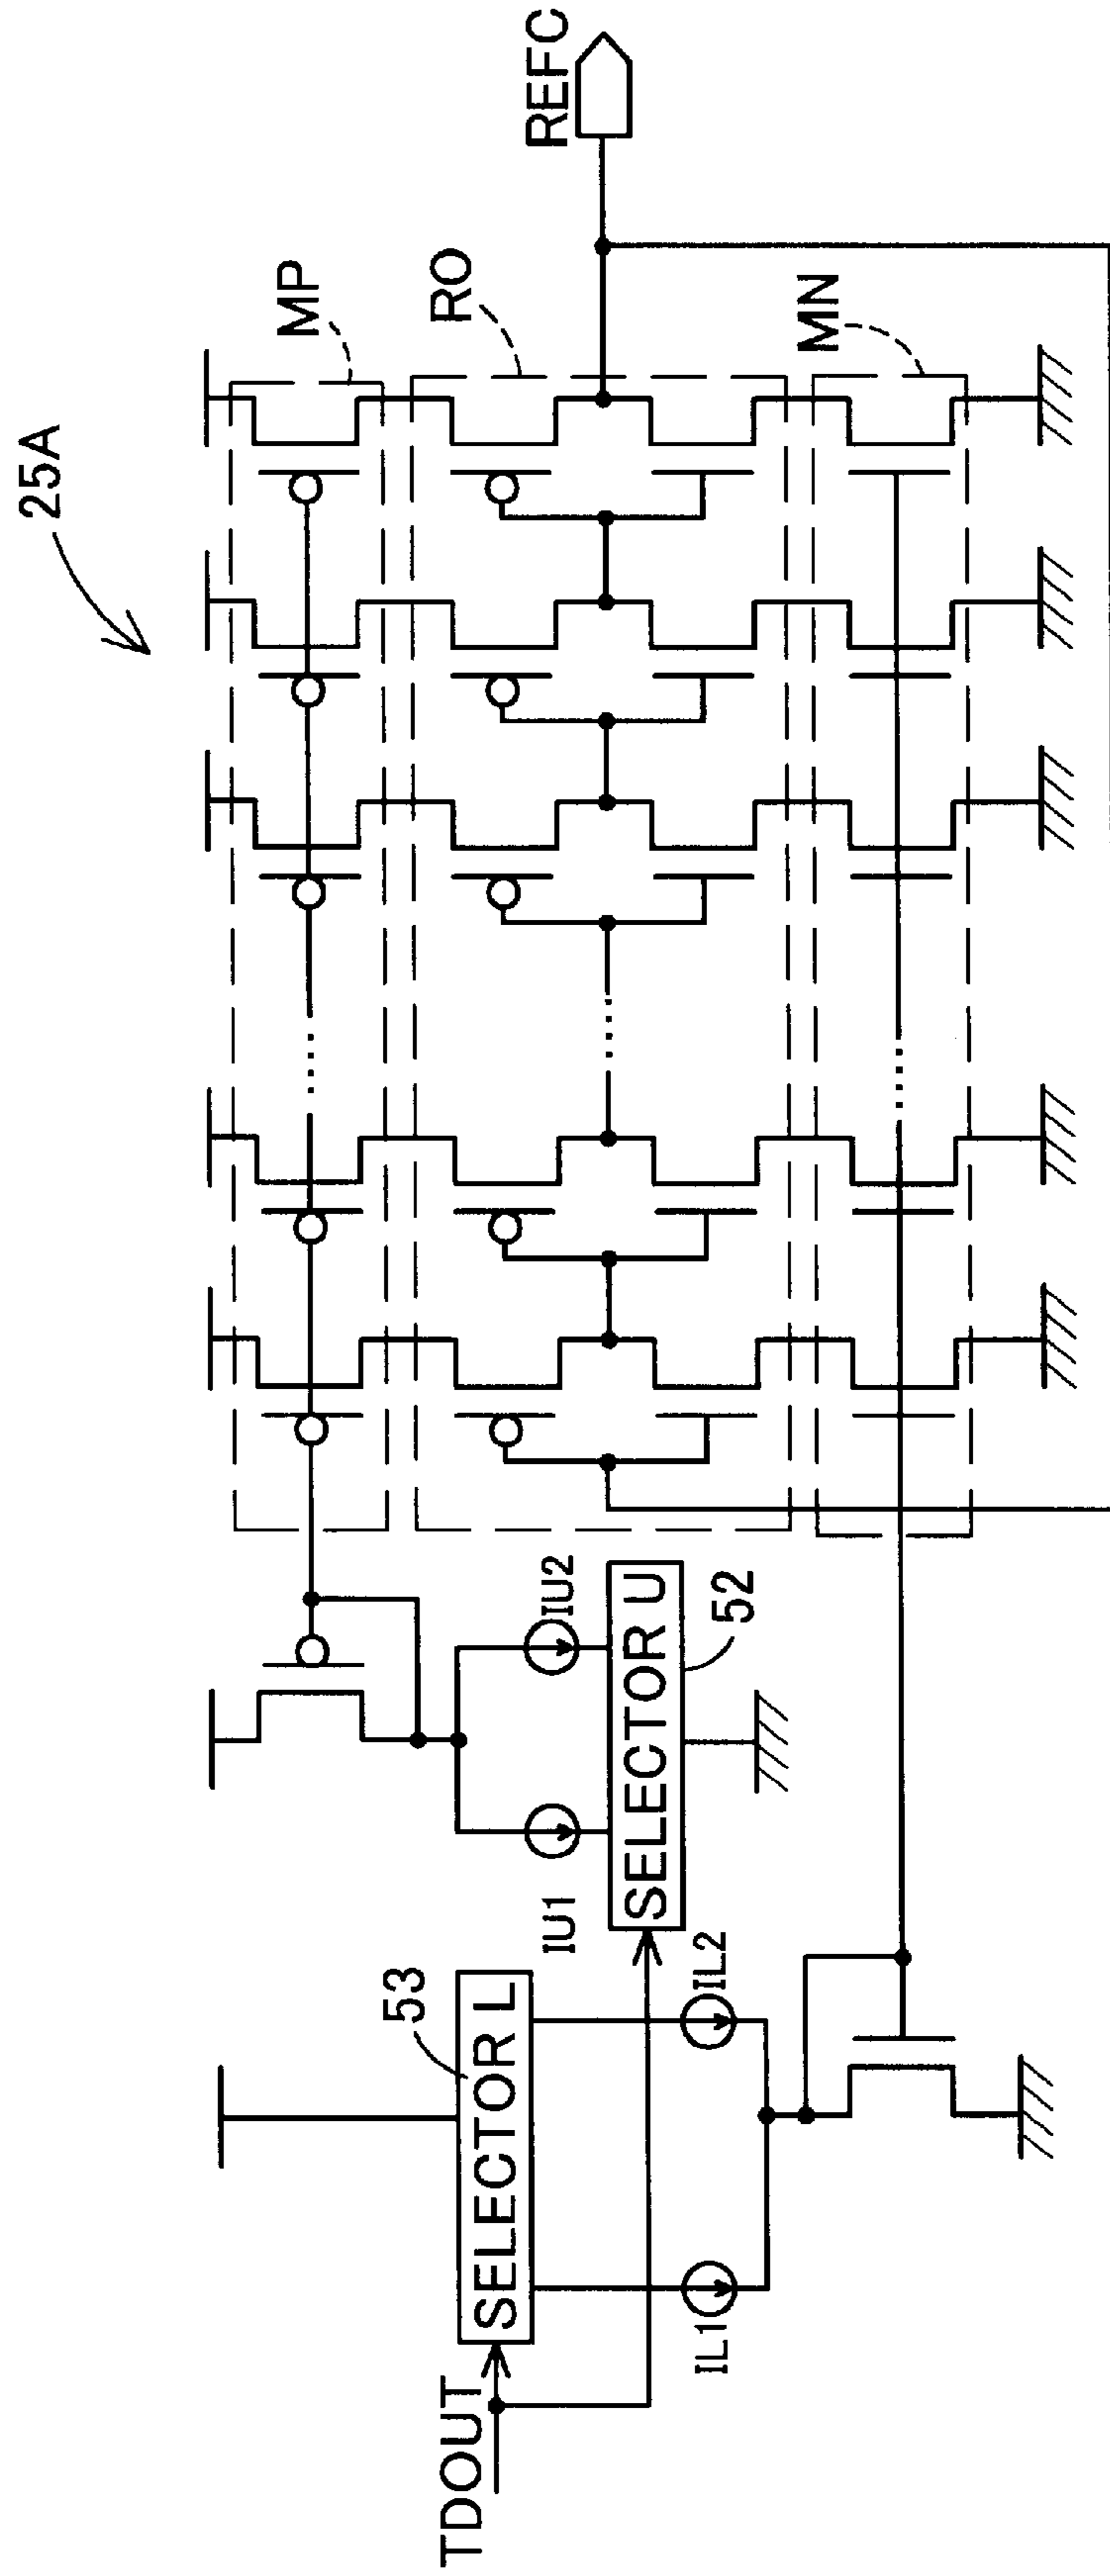 25A
TDOUT
SELECTOR L
53
IL1
IL2
IU1
IU2
SELECTOR U
52
MP
RO
MN
REFC